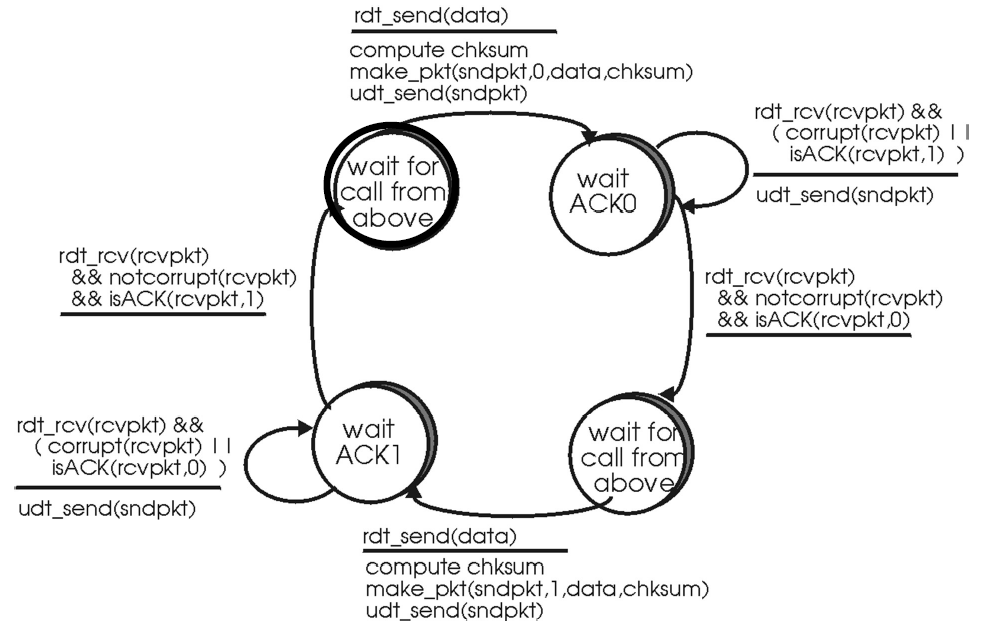 rdt_send(data)
compute chksum
make_pkt(sndpkt,0,data,chksum)
udt_send(sndpkt)
rdt_rcv(rcvpkt) &&
( corrupt(rcvpkt) ||
isACK(rcvpkt,1) )
udt_send(sndpkt)
wait for
call from
above
wait
ACK0
rdt_rcv(rcvpkt)
&& notcorrupt(rcvpkt)
&& isACK(rcvpkt,1)
rdt_rcv(rcvpkt)
&& notcorrupt(rcvpkt)
&& isACK(rcvpkt,0)
rdt_rcv(rcvpkt) &&
( corrupt(rcvpkt) ||
isACK(rcvpkt,0) )
udt_send(sndpkt)
wait
ACK1
wait for
call from
above
rdt_send(data)
compute chksum
make_pkt(sndpkt,1,data,chksum)
udt_send(sndpkt)